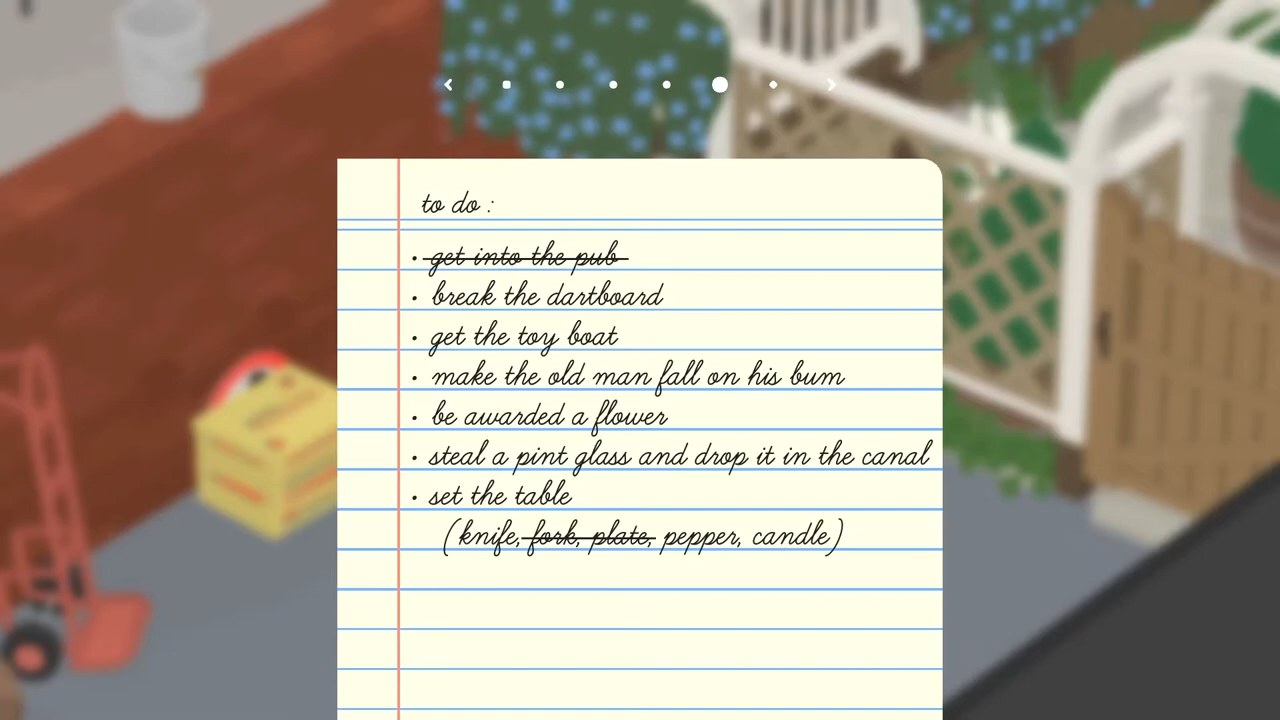 to do :
• get into the pub
• break the dartboard
• get the toy boat
• make the old man fall on his bum
• be awarded a flower
• steal a pint glass and drop it in the canal
• set the table
(knife, fork, plate, pepper, candle)